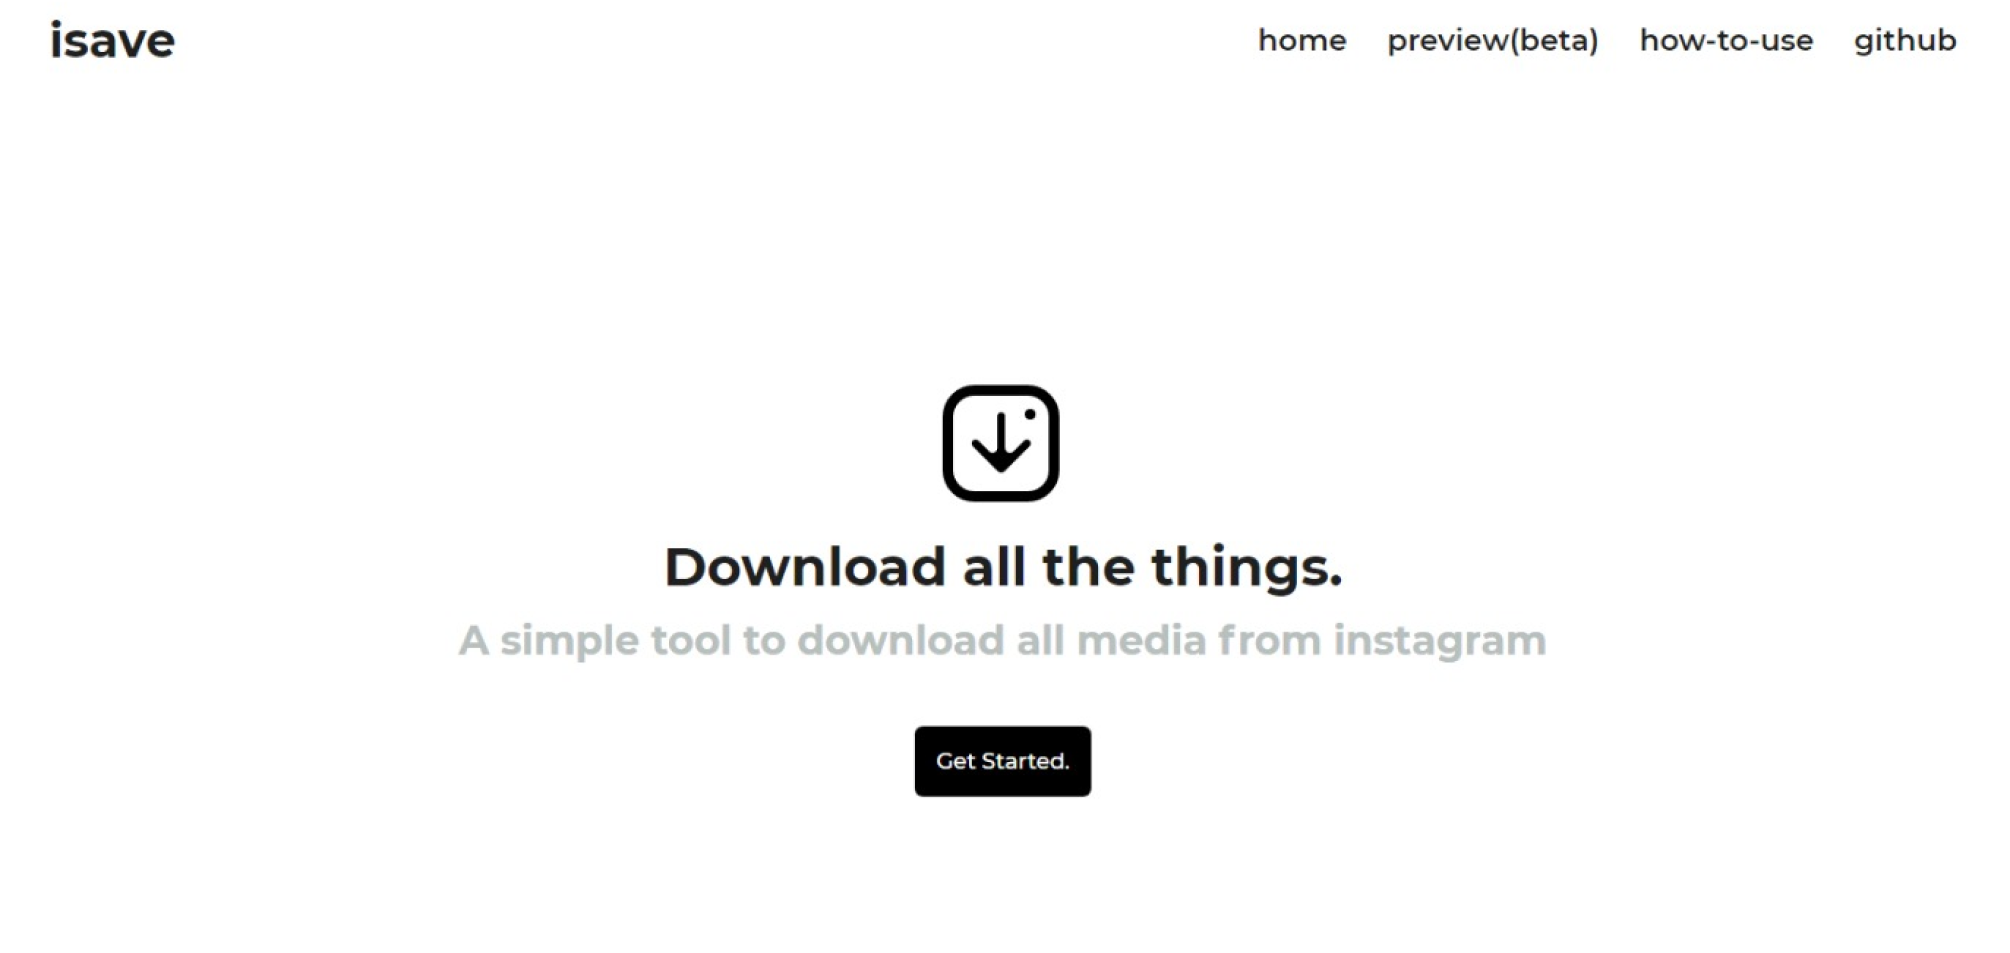 isave
home preview(beta) how-to-use github
Download all the things.
A simple tool to download all media from instagram
Get Started.